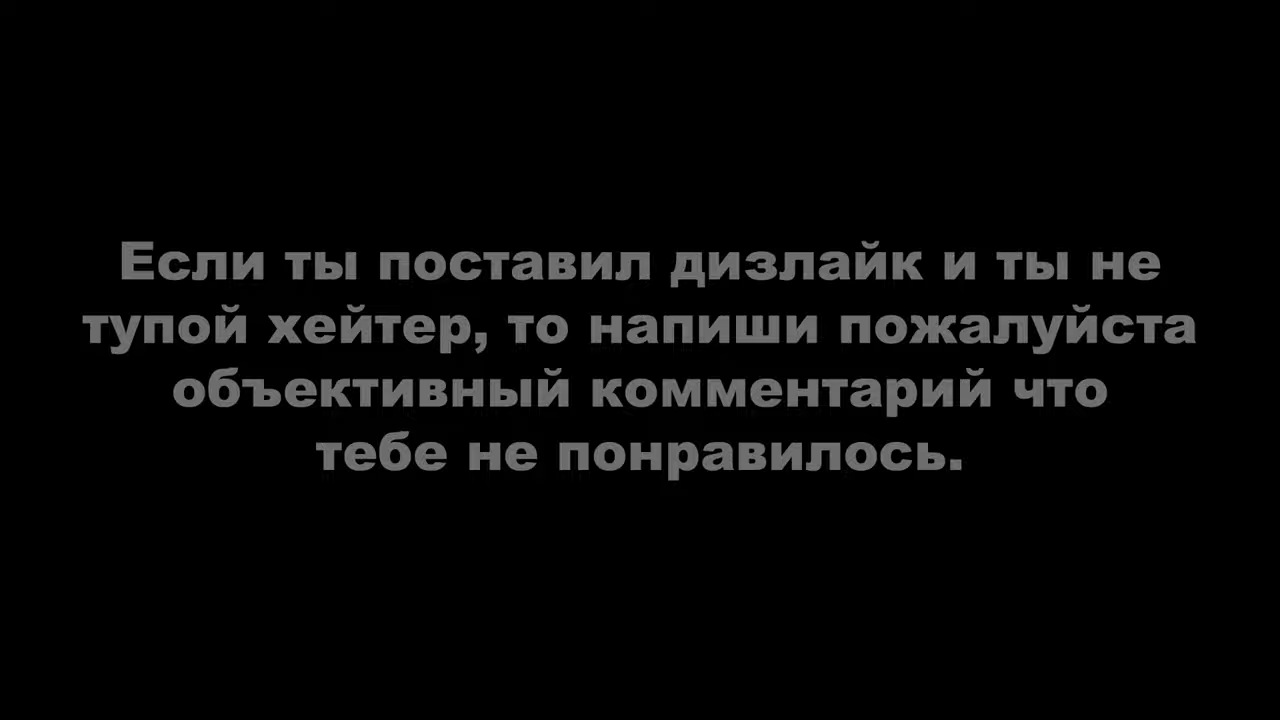 Если ты поставил дизлайк и ты не
тупой хейтер, то напиши пожалуйста
объективный комментарий что
тебе не понравилось.